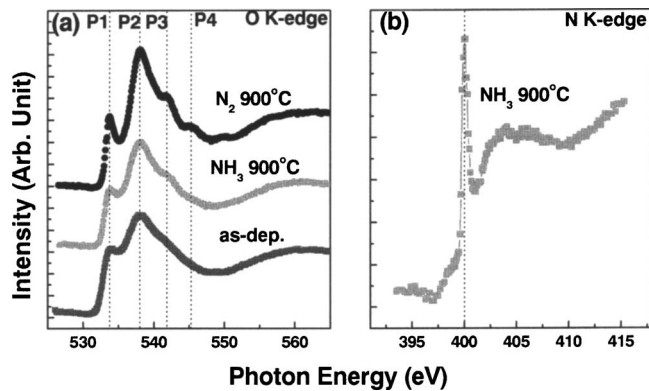 (a) P1 P2 P3 P4 O K-edge
N₂ 900°C
NH₃ 900°C
as-dep.
530 540 550 560
(b) N K-edge
NH₃ 900°C
395 400 405 410 415
Intensity (Arb. Unit)
Photon Energy (eV)